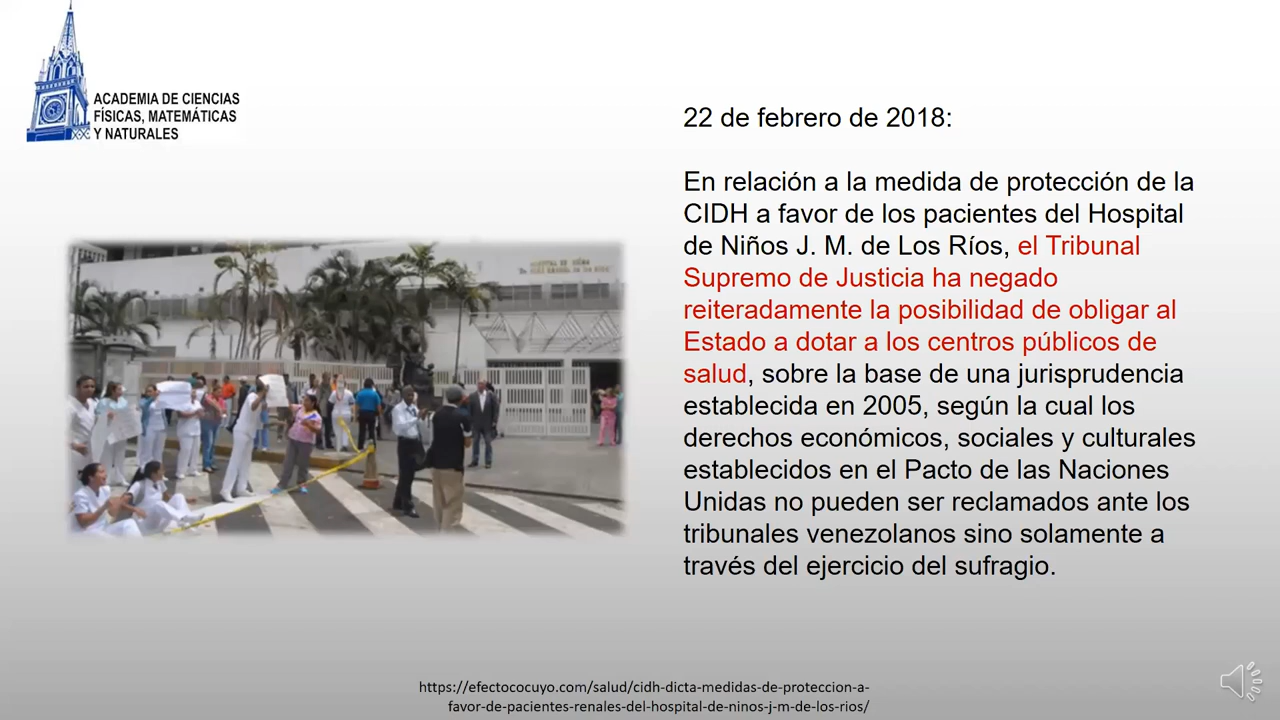 ACADEMIA DE CIENCIAS
FÍSICAS, MATEMÁTICAS
Y NATURALES
22 de febrero de 2018:
En relación a la medida de protección de la
CIDH a favor de los pacientes del Hospital
de Niños J. M. de Los Ríos, el Tribunal
Supremo de Justicia ha negado
reiteradamente la posibilidad de obligar al
Estado a dotar a los centros públicos de
salud, sobre la base de una jurisprudencia
establecida en 2005, según la cual los
derechos económicos, sociales y culturales
establecidos en el Pacto de las Naciones
Unidas no pueden ser reclamados ante los
tribunales venezolanos sino solamente a
través del ejercicio del sufragio.
https://efectococuyo.com/salud/cidh-dicta-medidas-de-proteccion-a-
favor-de-pacientes-renales-del-hospital-de-ninos-j-m-de-los-rios/